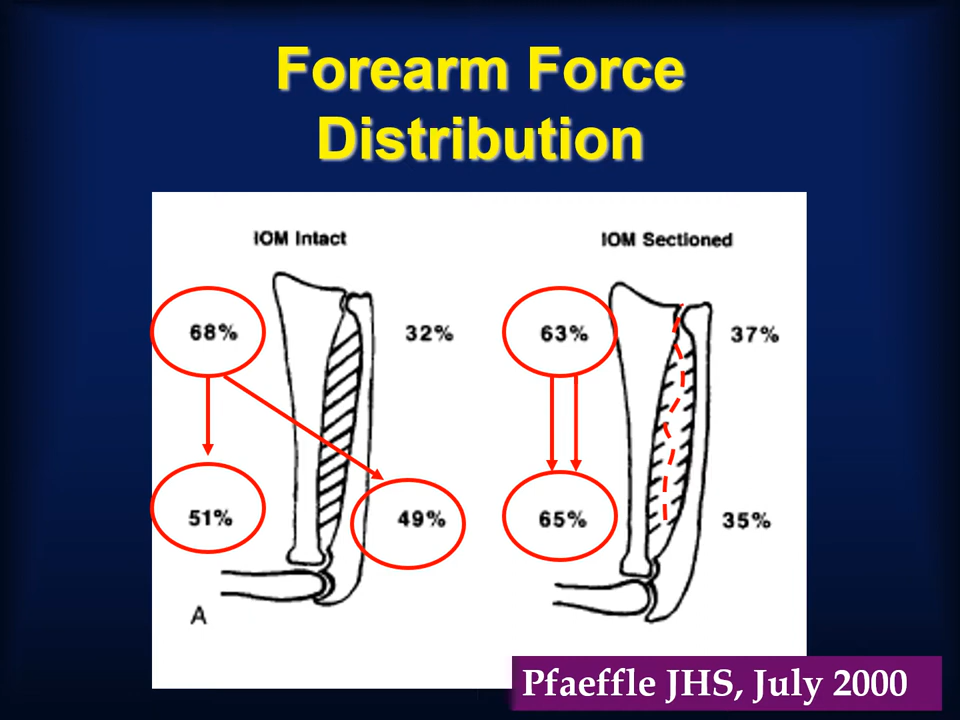 Forearm Force
Distribution
IOM Intact
IOM Sectioned
68%
32%
63%
37%
51%
49%
65%
35%
A
Pfaeffle JHS, July 2000